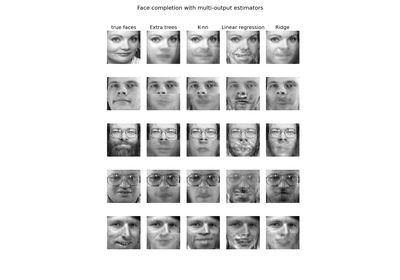 Face completion with multi-output estimators
true faces Extra trees K-nn Linear regression Ridge